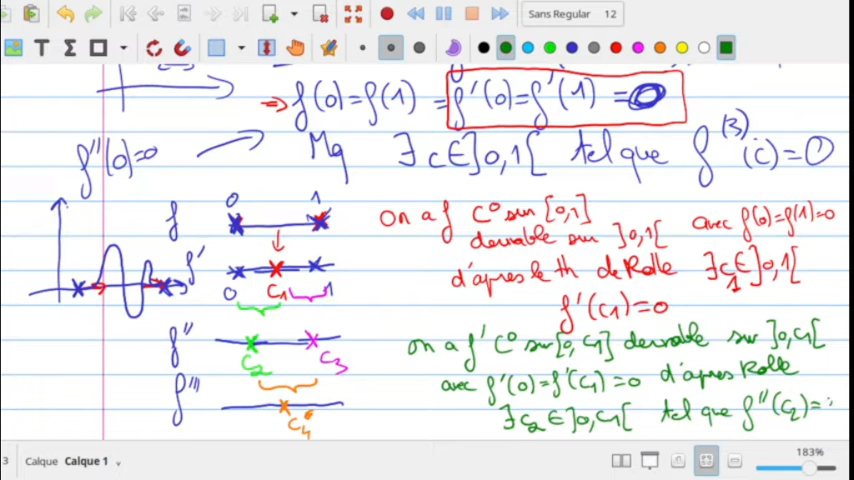 Sans Regular 12
⇒ f(0)=f(1) = f'(0)=f'(1) = 0
f''(0)=0 Mq ∃ c∈]0,1[ tel que f^(3)(c)=0
0 1
f
f'
0 C1 1
f''
C2 C3
f'''
C4
On a f C⁰ sur [0,1]
derivable sur ]0,1[ avec f(0)=f(1)=0
d'après le th de Rolle ∃c1∈]0,1[
f'(c1)=0
on a f' C⁰ sur [0,C1] derivable sur ]0,C1[
avec f'(0)=f'(C1)=0 d'après Rolle
∃c2∈]0,C1[ tel que f''(C2)=
3 Calque Calque 1 183%